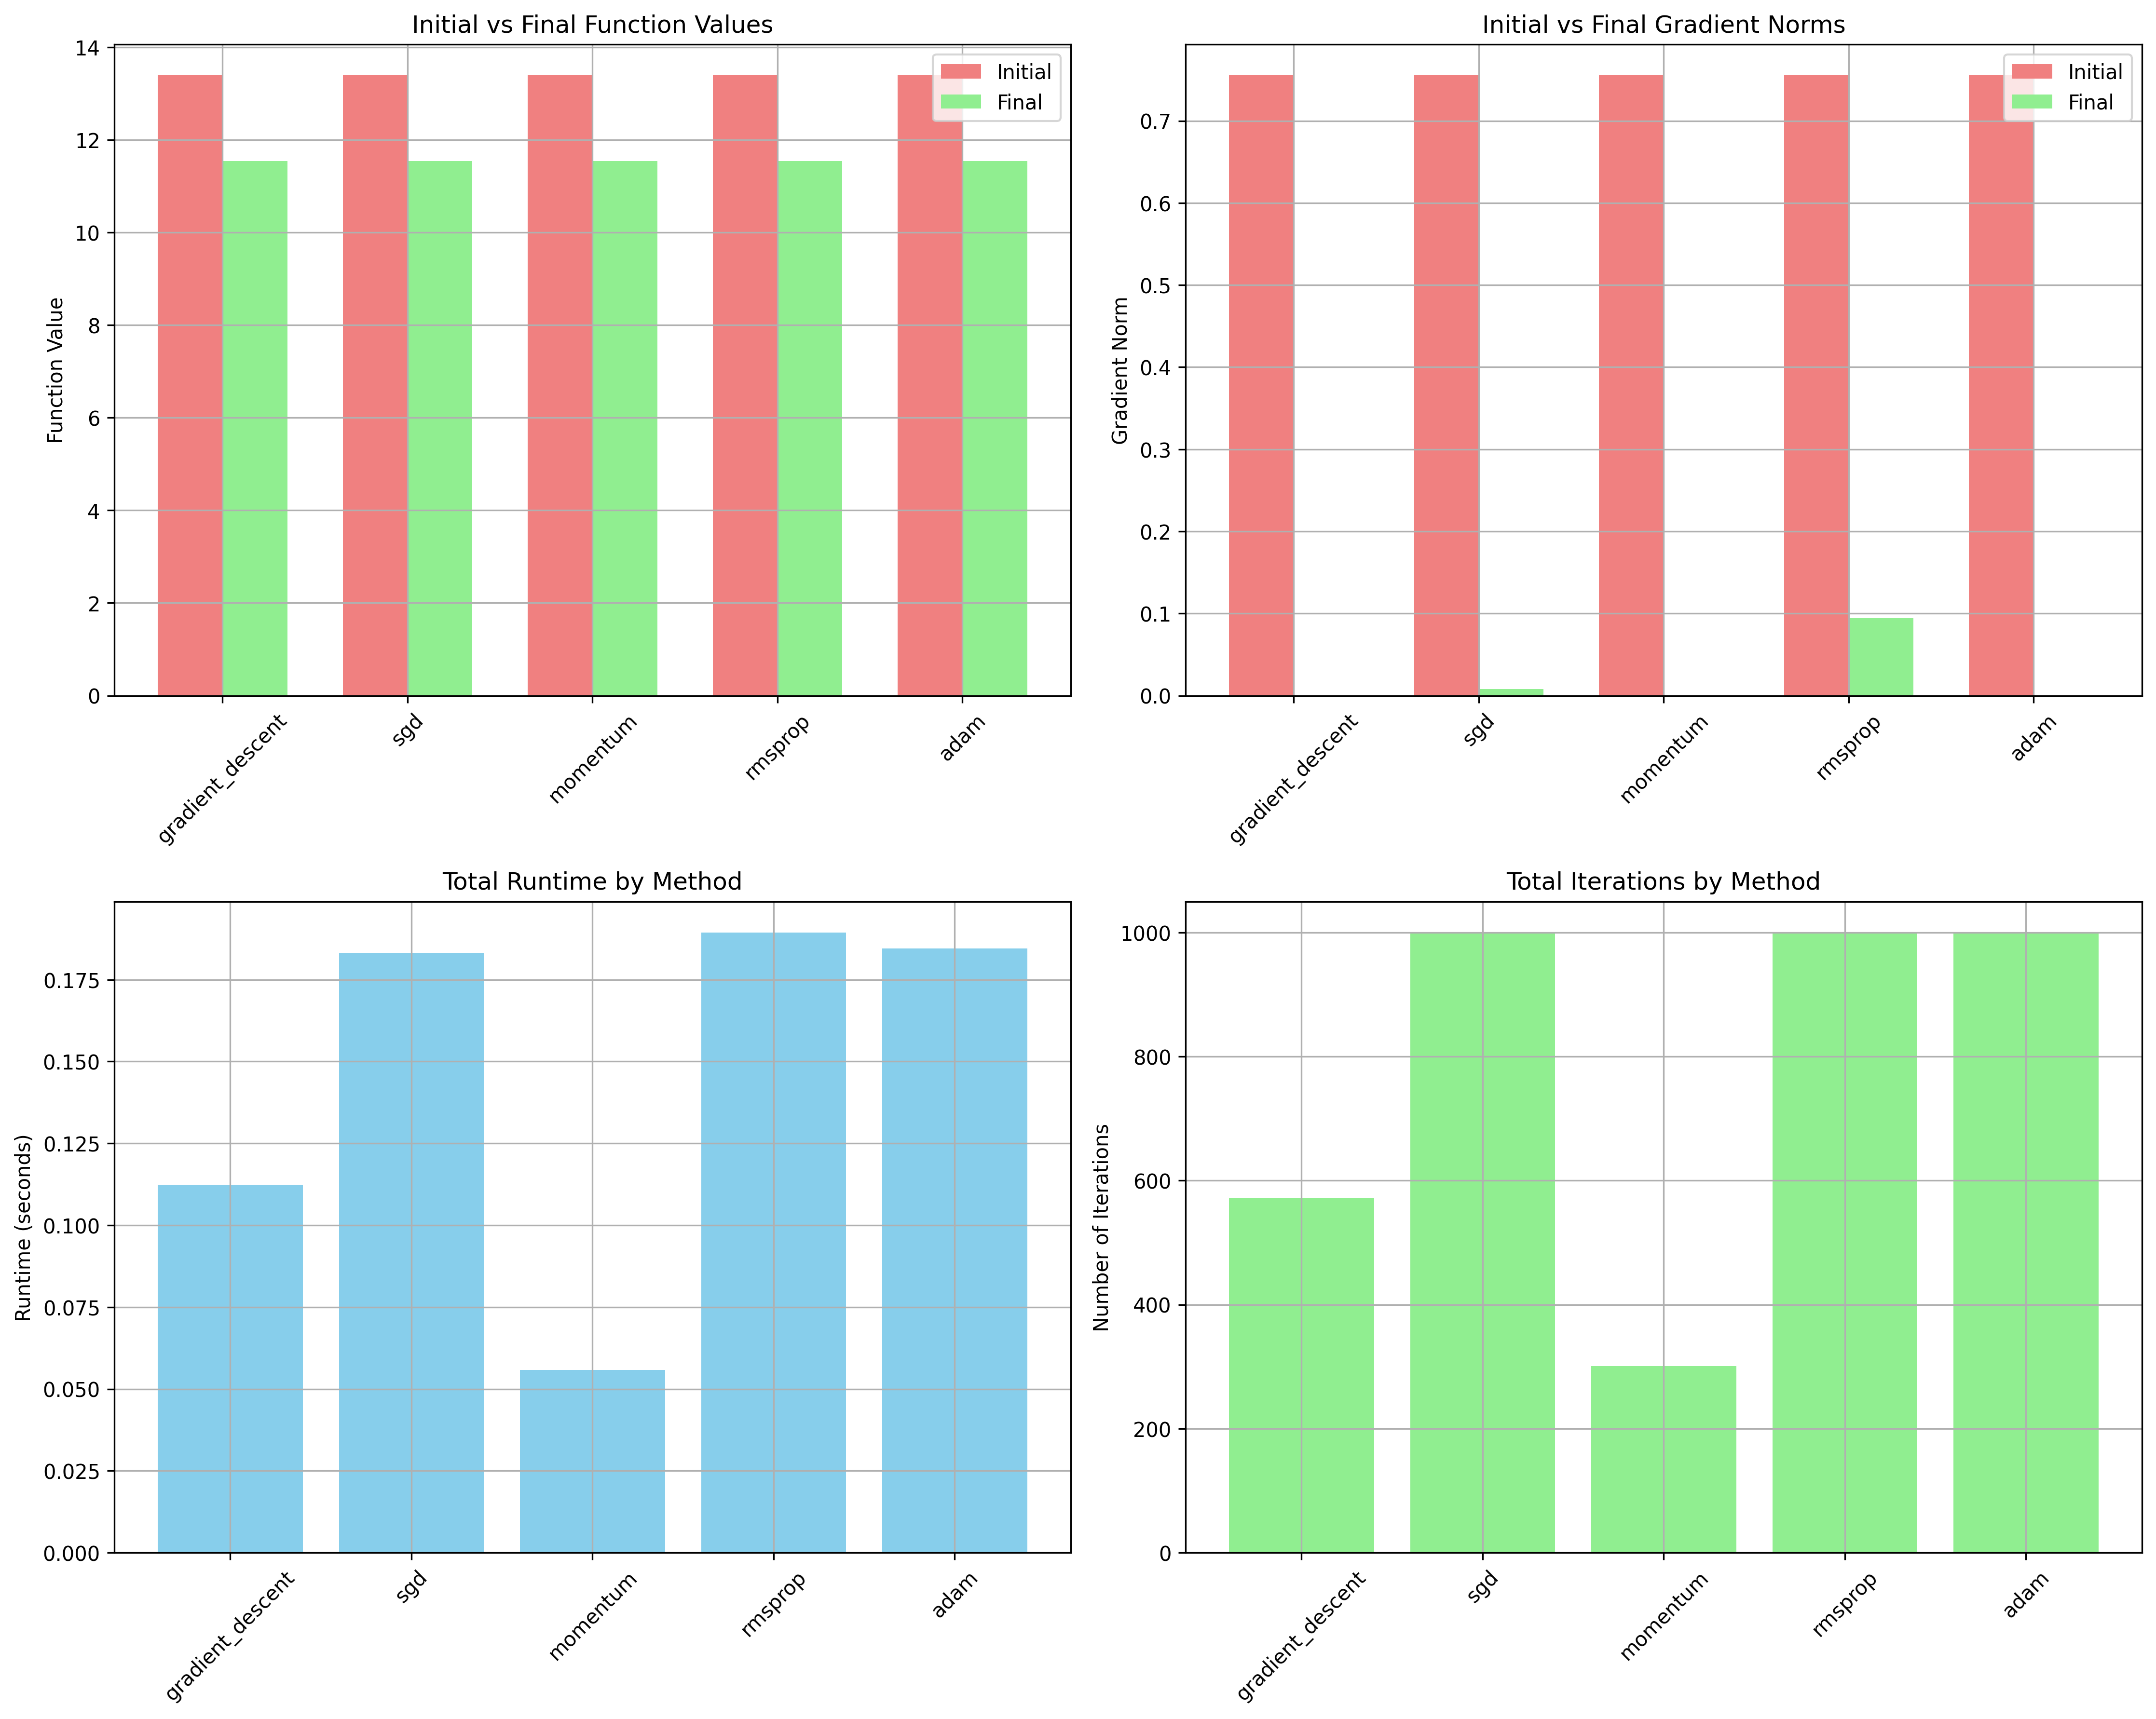 Initial vs Final Function Values
Function Value
14
12
10
8
6
4
2
0
Initial
Final
gradient_descent
sgd
momentum
rmsprop
adam
Initial vs Final Gradient Norms
Gradient Norm
0.7
0.6
0.5
0.4
0.3
0.2
0.1
0.0
Initial
Final
gradient_descent
sgd
momentum
rmsprop
adam
Total Runtime by Method
Runtime (seconds)
0.175
0.150
0.125
0.100
0.075
0.050
0.025
0.000
gradient_descent
sgd
momentum
rmsprop
adam
Total Iterations by Method
Number of Iterations
1000
800
600
400
200
0
gradient_descent
sgd
momentum
rmsprop
adam